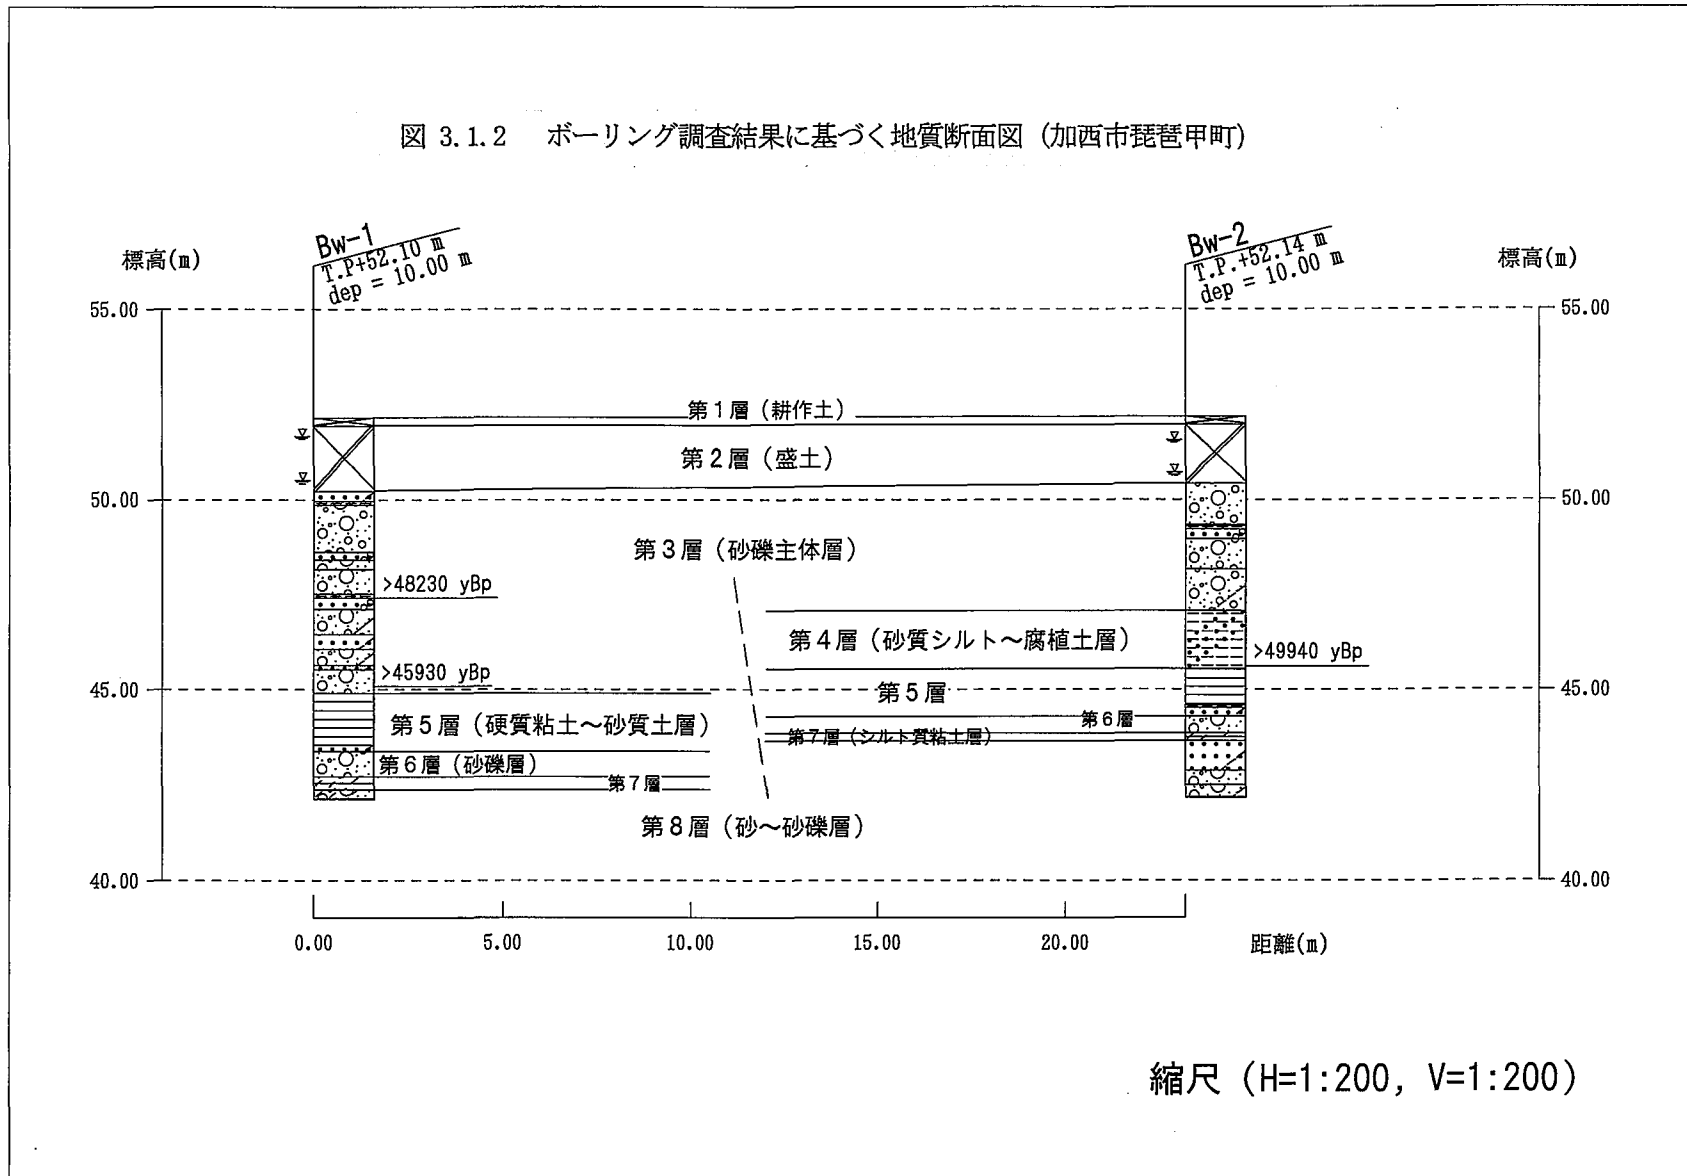 図 3.1.2 ボーリング調査結果に基づく地質断面図 (加西市琵琶甲町)
標高(m)
Bw-1
T.P+52.10 m
dep = 10.00 m
Bw-2
T.P.+52.14 m
dep = 10.00 m
標高(m)
55.00
55.00
第1層 (耕作土)
第2層 (盛土)
50.00
50.00
第3層 (砂礫主体層)
>48230 yBp
第4層 (砂質シルト～腐植土層)
>49940 yBp
>45930 yBp
45.00
第5層
45.00
第5層 (硬質粘土～砂質土層)
第6層
第7層 (シルト質粘土層)
第6層 (砂礫層)
第7層
第8層 (砂～砂礫層)
40.00
40.00
0.00 5.00 10.00 15.00 20.00 距離(m)
縮尺 (H=1:200, V=1:200)